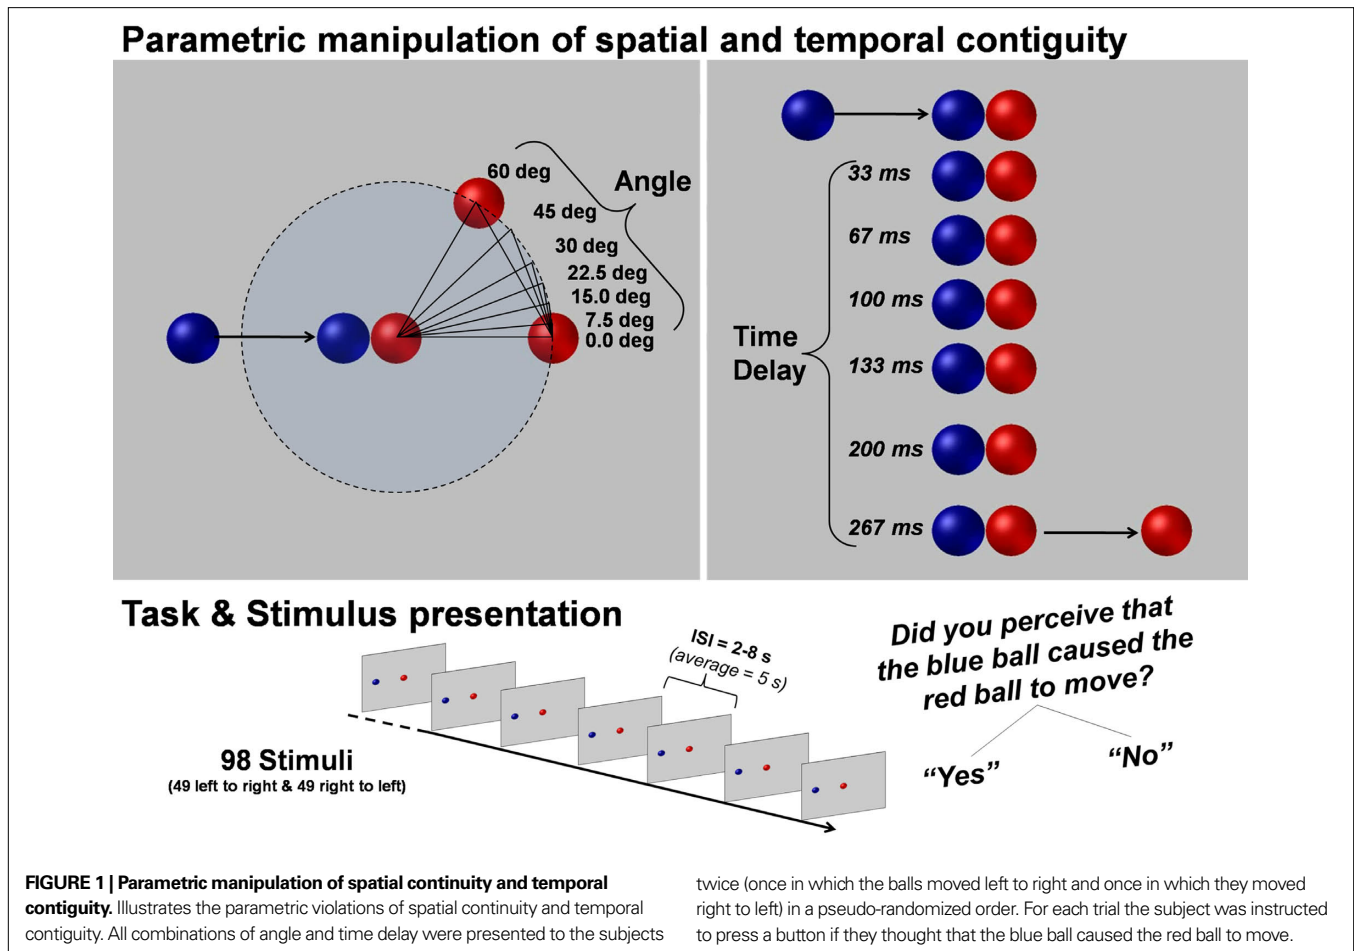 Parametric manipulation of spatial and temporal contiguity
60 deg
Angle
45 deg
30 deg
22.5 deg
15.0 deg
7.5 deg
0.0 deg
33 ms
67 ms
100 ms
Time
Delay
133 ms
200 ms
267 ms
Task & Stimulus presentation
ISI = 2-8 s
(average = 5 s)
98 Stimuli
(49 left to right & 49 right to left)
Did you perceive that
the blue ball caused the
red ball to move?
“Yes”
“No”
FIGURE 1 | Parametric manipulation of spatial continuity and temporal
contiguity. Illustrates the parametric violations of spatial continuity and temporal
contiguity. All combinations of angle and time delay were presented to the subjects
twice (once in which the balls moved left to right and once in which they moved
right to left) in a pseudo-randomized order. For each trial the subject was instructed
to press a button if they thought that the blue ball caused the red ball to move.